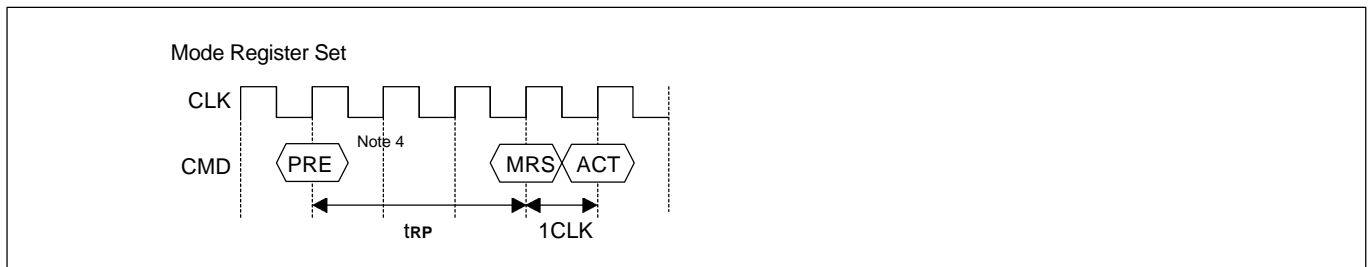 Mode Register Set
CLK
Note 4
CMD PRE MRS ACT
tRP 1CLK